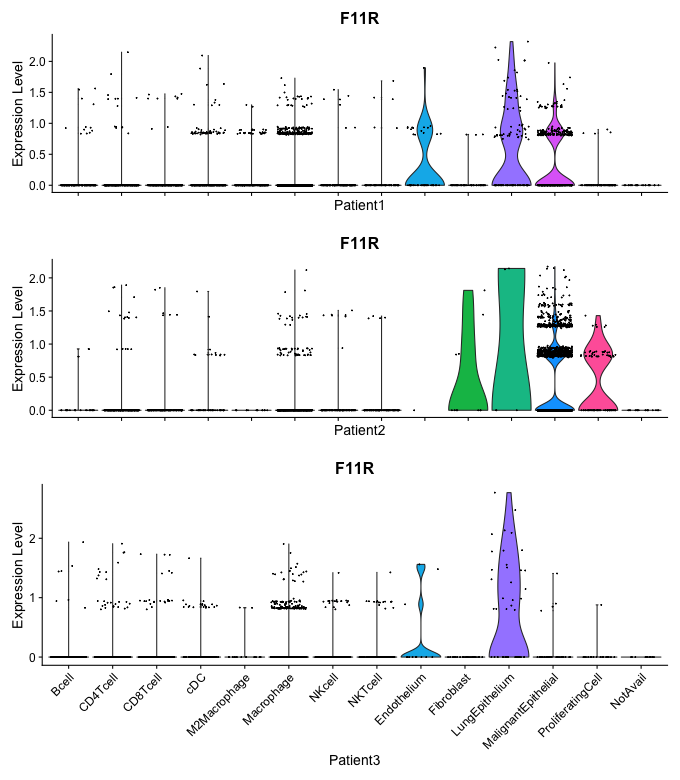 F11R
Expression Level
2.0
1.5
1.0
0.5
0.0
Patient1
F11R
Expression Level
2.0
1.5
1.0
0.5
0.0
Patient2
F11R
Expression Level
2
1
0
Bcell
CD4Tcell
CD8Tcell
cDC
M2Macrophage
Macrophage
NKcell
NKTcell
Endothelium
Fibroblast
LungEpithelium
MalignantEpithelial
ProliferatingCell
NotAvail
Patient3